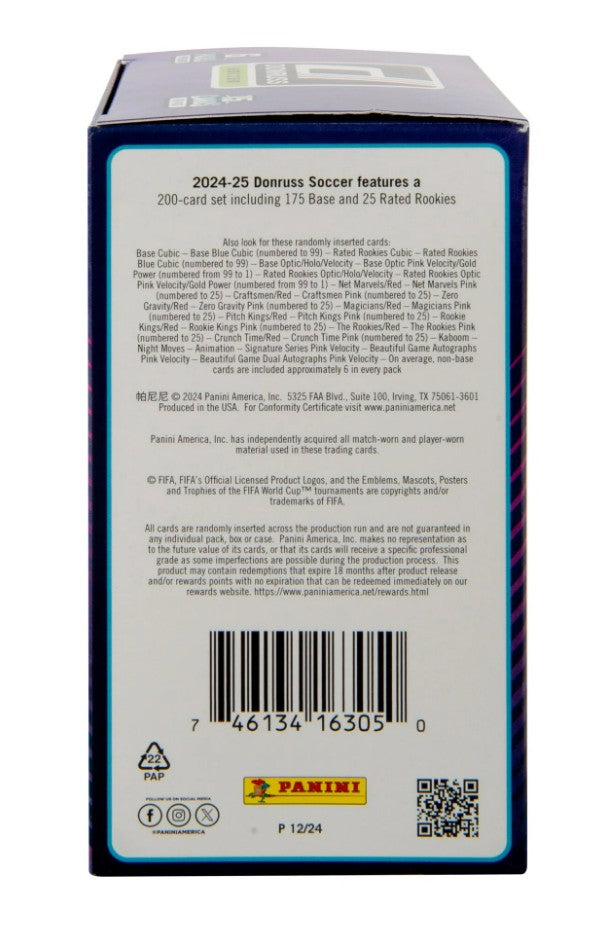 DONRUSS
SOCCER
2024-25 Donruss Soccer features a
200-card set including 175 Base and 25 Rated Rookies
Also look for these randomly inserted cards:
Base Cubic – Base Blue Cubic (numbered to 99) – Rated Rookies Cubic – Rated Rookies
Blue Cubic (numbered to 99) – Base Optic/Holo/Velocity – Base Optic Pink Velocity/Gold
Power (numbered from 99 to 1) – Rated Rookies Optic/Holo/Velocity – Rated Rookies Optic
Pink Velocity/Gold Power (numbered from 99 to 1) – Net Marvels/Red – Net Marvels Pink
(numbered to 25) – Craftsmen/Red – Craftsmen Pink (numbered to 25) – Zero
Gravity/Red – Zero Gravity Pink (numbered to 25) – Magicians/Red – Magicians Pink
(numbered to 25) – Pitch Kings/Red – Pitch Kings Pink (numbered to 25) – Rookie
Kings/Red – Rookie Kings Pink (numbered to 25) – The Rookies/Red – The Rookies Pink
(numbered to 25) – Crunch Time/Red – Crunch Time Pink (numbered to 25) – Kaboom –
Night Moves – Animation – Signature Series Pink Velocity – Beautiful Game Autographs
Pink Velocity – Beautiful Game Dual Autographs Pink Velocity – On average, non-base
cards are included approximately 6 in every pack
帕尼尼 © 2024 Panini America, Inc. 5325 FAA Blvd., Suite 100, Irving, TX 75061-3601
Produced in the USA. For Conformity Certificate visit www.paniniamerica.net
Panini America, Inc. has independently acquired all match-worn and player-worn
material used in these trading cards.
© FIFA, FIFA's Official Licensed Product Logos, and the Emblems, Mascots, Posters
and Trophies of the FIFA World Cup™ tournaments are copyrights and/or
trademarks of FIFA.
All cards are randomly inserted across the production run and are not guaranteed in
any individual pack, box or case. Panini America, Inc. makes no representation as
to the future value of its cards, or that its cards will receive a specific professional
grade as some imperfections are possible during the production process. This
product may contain redemptions that expire 18 months after product release
and/or rewards points with no expiration that can be redeemed immediately on our
rewards website. https://www.paniniamerica.net/rewards.html
7 46134 16305 0
22
PAP
PANINI
FOLLOW US ON SOCIAL MEDIA
@PANINIAMERICA
P 12/24